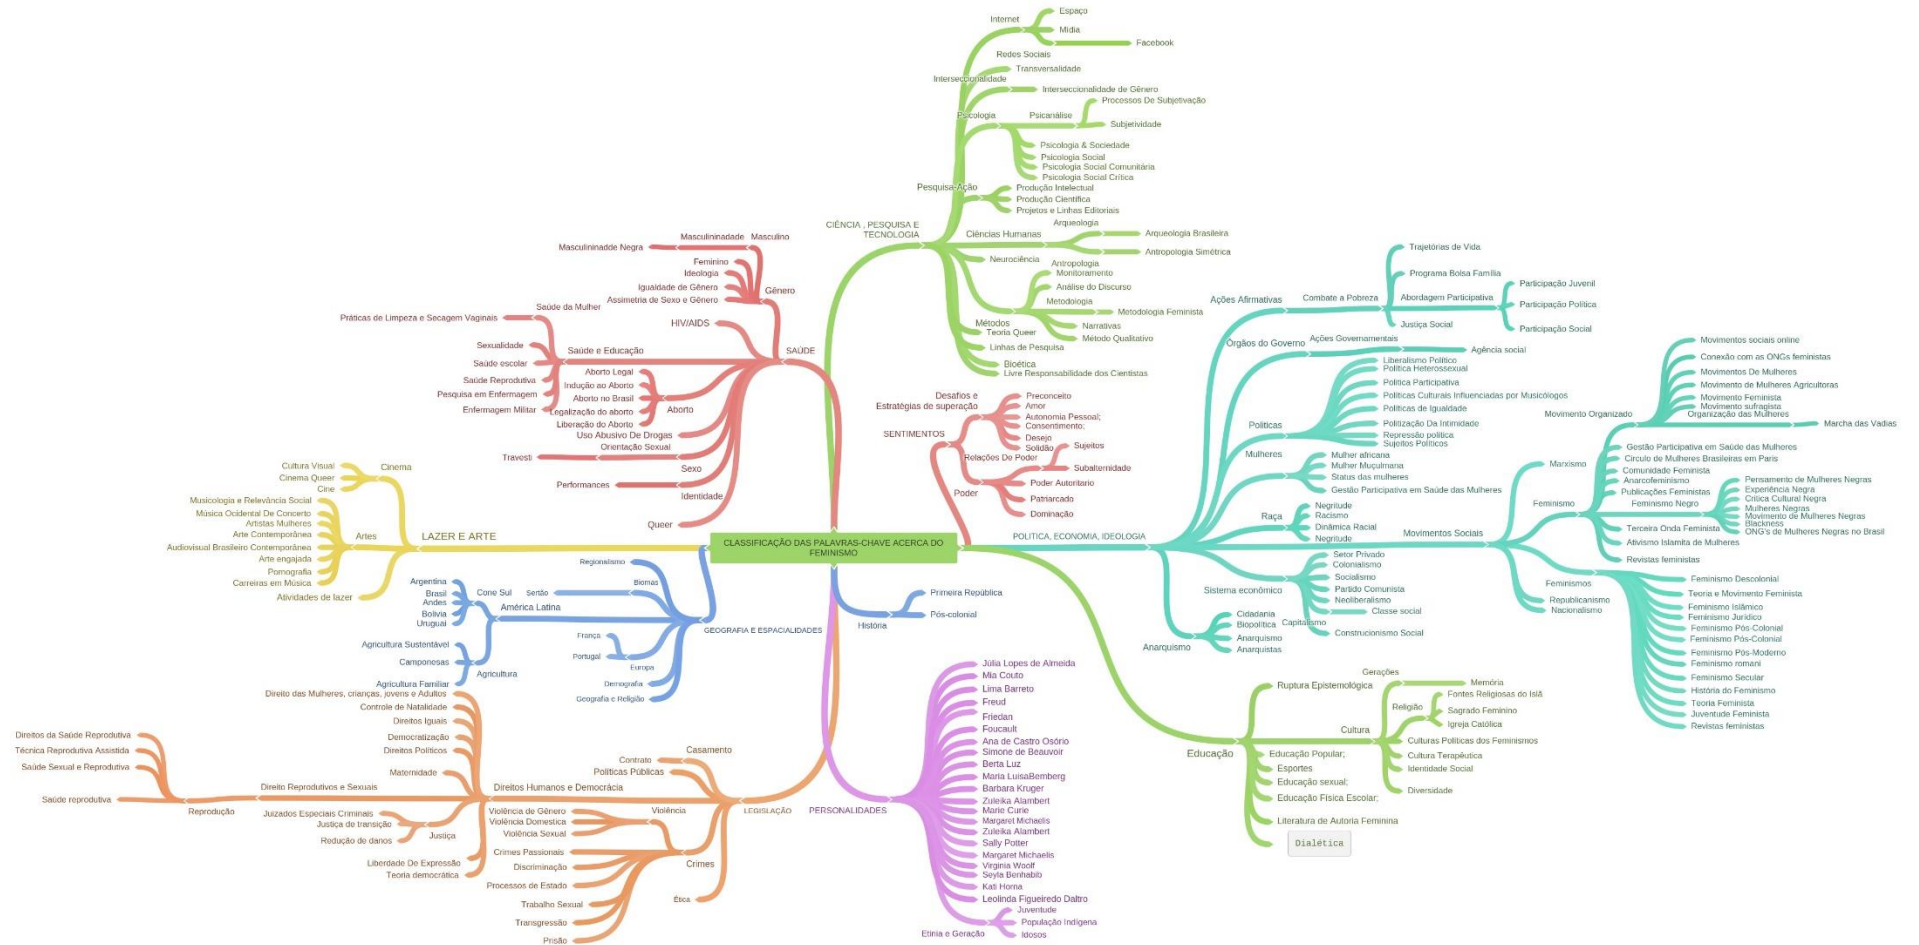 CLASSIFICAÇÃO DAS PALAVRAS-CHAVE ACERCA DO
FEMINISMO
CIÊNCIA , PESQUISA E
TECNOLOGIA
Internet
Espaço
Mídia
Facebook
Redes Sociais
Transversalidade
Interseccionalidade
Interseccionalidade de Gênero
Psicologia
Psicanálise
Processos De Subjetivação
Subjetividade
Psicologia & Sociedade
Psicologia Social
Psicologia Social Comunitária
Psicologia Social Crítica
Pesquisa-Ação
Produção Intelectual
Produção Científica
Projetos e Linhas Editoriais
Ciências Humanas
Arqueologia
Arqueologia Brasileira
Antropologia Simétrica
Antropologia
Neurociência
Métodos
Monitoramento
Análise do Discurso
Metodologia
Metodologia Feminista
Narrativas
Método Qualitativo
Teoria Queer
Linhas de Pesquisa
Bioética
Livre Responsabilidade dos Cientistas
SAÚDE
Gênero
Masculino
Masculininadade
Masculininadde Negra
Feminino
Ideologia
Igualdade de Gênero
Assimetria de Sexo e Gênero
HIV/AIDS
Saúde e Educação
Saúde da Mulher
Práticas de Limpeza e Secagem Vaginais
Sexualidade
Saúde escolar
Saúde Reprodutiva
Pesquisa em Enfermagem
Enfermagem Militar
Aborto
Aborto Legal
Indução ao Aborto
Aborto no Brasil
Legalização do aborto
Liberação do Aborto
Uso Abusivo De Drogas
Orientação Sexual
Travesti
Sexo
Performances
Identidade
Queer
SENTIMENTOS
Desafios e
Estratégias de superação
Preconceito
Amor
Autonomia Pessoal;
Consentimento;
Desejo
Solidão
Poder
Relações De Poder
Sujeitos
Subalternidade
Poder Autoritario
Patriarcado
Dominação
LAZER E ARTE
Cinema
Cultura Visual
Cinema Queer
Cine
Artes
Musicologia e Relevância Social
Música Ocidental De Concerto
Artistas Mulheres
Arte Contemporânea
Audiovisual Brasileiro Contemporânea
Arte engajada
Pornografia
Carreiras em Música
Atividades de lazer
GEOGRAFIA E ESPACIALIDADES
Regionalismo
Biomas
Sertão
América Latina
Cone Sul
Argentina
Brasil
Andes
Bolivia
Uruguai
Agricultura
Agricultura Sustentável
Camponesas
Agricultura Familiar
Europa
França
Portugal
Demografia
Geografia e Religião
História
Primeira República
Pós-colonial
LEGISLAÇÃO
Casamento
Contrato
Políticas Públicas
Direitos Humanos e Democrácia
Direito das Mulheres, crianças, jovens e Adultos
Controle de Natalidade
Direitos Iguais
Democratização
Direitos Políticos
Maternidade
Direito Reprodutivos e Sexuais
Reprodução
Direitos da Saúde Reprodutiva
Técnica Reprodutiva Assistida
Saúde Sexual e Reprodutiva
Saúde reprodutiva
Justiça
Juizados Especiais Criminais
Justiça de transição
Redução de danos
Liberdade De Expressão
Teoria democrática
Crimes
Violência
Violência de Gênero
Violência Domestica
Violência Sexual
Crimes Passionais
Discriminação
Processos de Estado
Trabalho Sexual
Transgressão
Prisão
Ética
PERSONALIDADES
Júlia Lopes de Almeida
Mia Couto
Lima Barreto
Freud
Friedan
Foucault
Ana de Castro Osório
Simone de Beauvoir
Berta Luz
Maria LuisaBemberg
Barbara Kruger
Zuleika Alambert
Marie Curie
Margaret Michaells
Zuleika Alambert
Sally Potter
Margaret Michaelis
Virginia Woolf
Seyla Benhabib
Kati Horna
Leolinda Figueiredo Daltro
Etinia e Geração
Juventude
População Indígena
Idosos
POLITICA, ECONOMIA, IDEOLOGIA
Ações Afirmativas
Combate a Pobreza
Trajetórias de Vida
Programa Bolsa Família
Abordagem Participativa
Participação Juvenil
Participação Política
Participação Social
Justiça Social
Órgãos do Governo
Ações Governamentais
Agência social
Politicas
Liberalismo Político
Política Heterossexual
Politica Participativa
Políticas Culturais Influenciadas por Musicólogos
Políticas de Igualdade
Politização Da Intimidade
Repressão politica
Sujeitos Políticos
Mulheres
Mulher africana
Mulher Muçulmana
Status das mulheres
Gestão Participativa em Saúde das Mulheres
Raça
Negritude
Racismo
Dinâmica Racial
Negritude
Movimentos Sociais
Marxismo
Feminismo
Movimento Organizado
Movimentos sociais online
Conexão com as ONGs feministas
Movimentos De Mulheres
Movimento de Mulheres Agricultoras
Movimento Feminista
Movimento sufragista
Organização das Mulheres
Marcha das Vadias
Gestão Participativa em Saúde das Mulheres
Circulo de Mulheres Brasileiras em Paris
Comunidade Feminista
Anarcofeminismo
Publicações Feministas
Feminismo Negro
Pensamento de Mulheres Negras
Experiência Negra
Critica Cultural Negra
Mulheres Negras
Movimento de Mulheres Negras
Blackness
ONG's de Mulheres Negras no Brasil
Terceira Onda Feminista
Ativismo Islamita de Mulheres
Revistas feministas
Feminismos
Feminismo Descolonial
Teoria e Movimento Feminista
Feminismo Islâmico
Feminismo Jurídico
Feminismo Pós-Colonial
Feminismo Pós-Colonial
Feminismo Pós-Moderno
Feminismo romani
Feminismo Secular
História do Feminismo
Teoria Feminista
Juventude Feminista
Revistas feministas
Republicanismo
Nacionalismo
Sistema econômico
Setor Privado
Colonialismo
Socialismo
Partido Comunista
Neoliberalismo
Capitalismo
Classe social
Construcionismo Social
Anarquismo
Cidadania
Biopolítica
Anarquismo
Anarquistas
Educação
Ruptura Epistemológica
Cultura
Gerações
Memória
Religião
Fontes Religiosas do Islã
Sagrado Feminino
Igreja Católica
Culturas Políticas dos Feminismos
Cultura Terapêutica
Identidade Social
Diversidade
Educação Popular;
Esportes
Educação sexual;
Educação Física Escolar;
Literatura de Autoria Feminina
Dialética